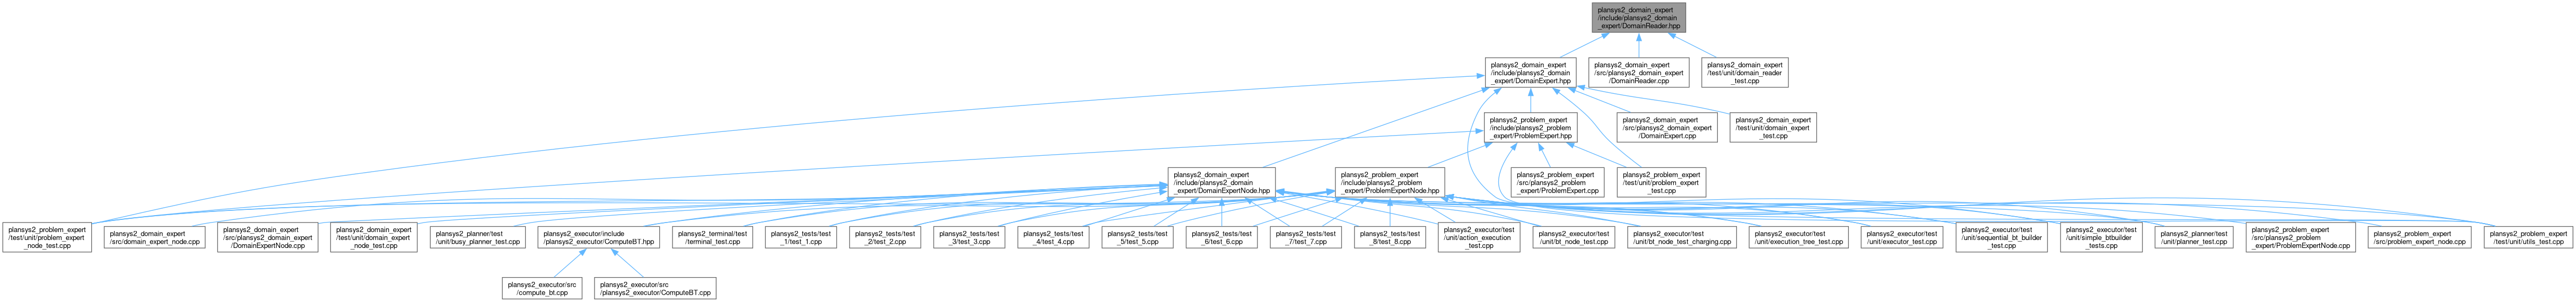 plansys2_domain_expert
/include/plansys2_domain
_expert/DomainReader.hpp
plansys2_domain_expert
/include/plansys2_domain
_expert/DomainExpert.hpp
plansys2_domain_expert
/src/plansys2_domain_expert
/DomainReader.cpp
plansys2_domain_expert
/test/unit/domain_reader
_test.cpp
plansys2_problem_expert
/include/plansys2_problem
_expert/ProblemExpert.hpp
plansys2_domain_expert
/src/plansys2_domain_expert
/DomainExpert.cpp
plansys2_domain_expert
/test/unit/domain_expert
_test.cpp
plansys2_domain_expert
/include/plansys2_domain
_expert/DomainExpertNode.hpp
plansys2_problem_expert
/include/plansys2_problem
_expert/ProblemExpertNode.hpp
plansys2_problem_expert
/src/plansys2_problem
_expert/ProblemExpert.cpp
plansys2_problem_expert
/test/unit/problem_expert
_test.cpp
plansys2_problem_expert
/test/unit/problem_expert
_node_test.cpp
plansys2_domain_expert
/src/domain_expert_node.cpp
plansys2_domain_expert
/src/plansys2_domain_expert
/DomainExpertNode.cpp
plansys2_domain_expert
/test/unit/domain_expert
_node_test.cpp
plansys2_planner/test
/unit/busy_planner_test.cpp
plansys2_executor/include
/plansys2_executor/ComputeBT.hpp
plansys2_terminal/test
/terminal_test.cpp
plansys2_tests/test
_1/test_1.cpp
plansys2_tests/test
_2/test_2.cpp
plansys2_tests/test
_3/test_3.cpp
plansys2_tests/test
_4/test_4.cpp
plansys2_tests/test
_5/test_5.cpp
plansys2_tests/test
_6/test_6.cpp
plansys2_tests/test
_7/test_7.cpp
plansys2_tests/test
_8/test_8.cpp
plansys2_executor/test
/unit/action_execution
_test.cpp
plansys2_executor/test
/unit/bt_node_test.cpp
plansys2_executor/test
/unit/bt_node_test_charging.cpp
plansys2_executor/test
/unit/execution_tree_test.cpp
plansys2_executor/test
/unit/executor_test.cpp
plansys2_executor/test
/unit/sequential_bt_builder
_test.cpp
plansys2_executor/test
/unit/simple_btbuilder
_tests.cpp
plansys2_planner/test
/unit/planner_test.cpp
plansys2_problem_expert
/src/plansys2_problem
_expert/ProblemExpertNode.cpp
plansys2_problem_expert
/src/problem_expert_node.cpp
plansys2_problem_expert
/test/unit/utils_test.cpp
plansys2_executor/src
/compute_bt.cpp
plansys2_executor/src
/plansys2_executor/ComputeBT.cpp